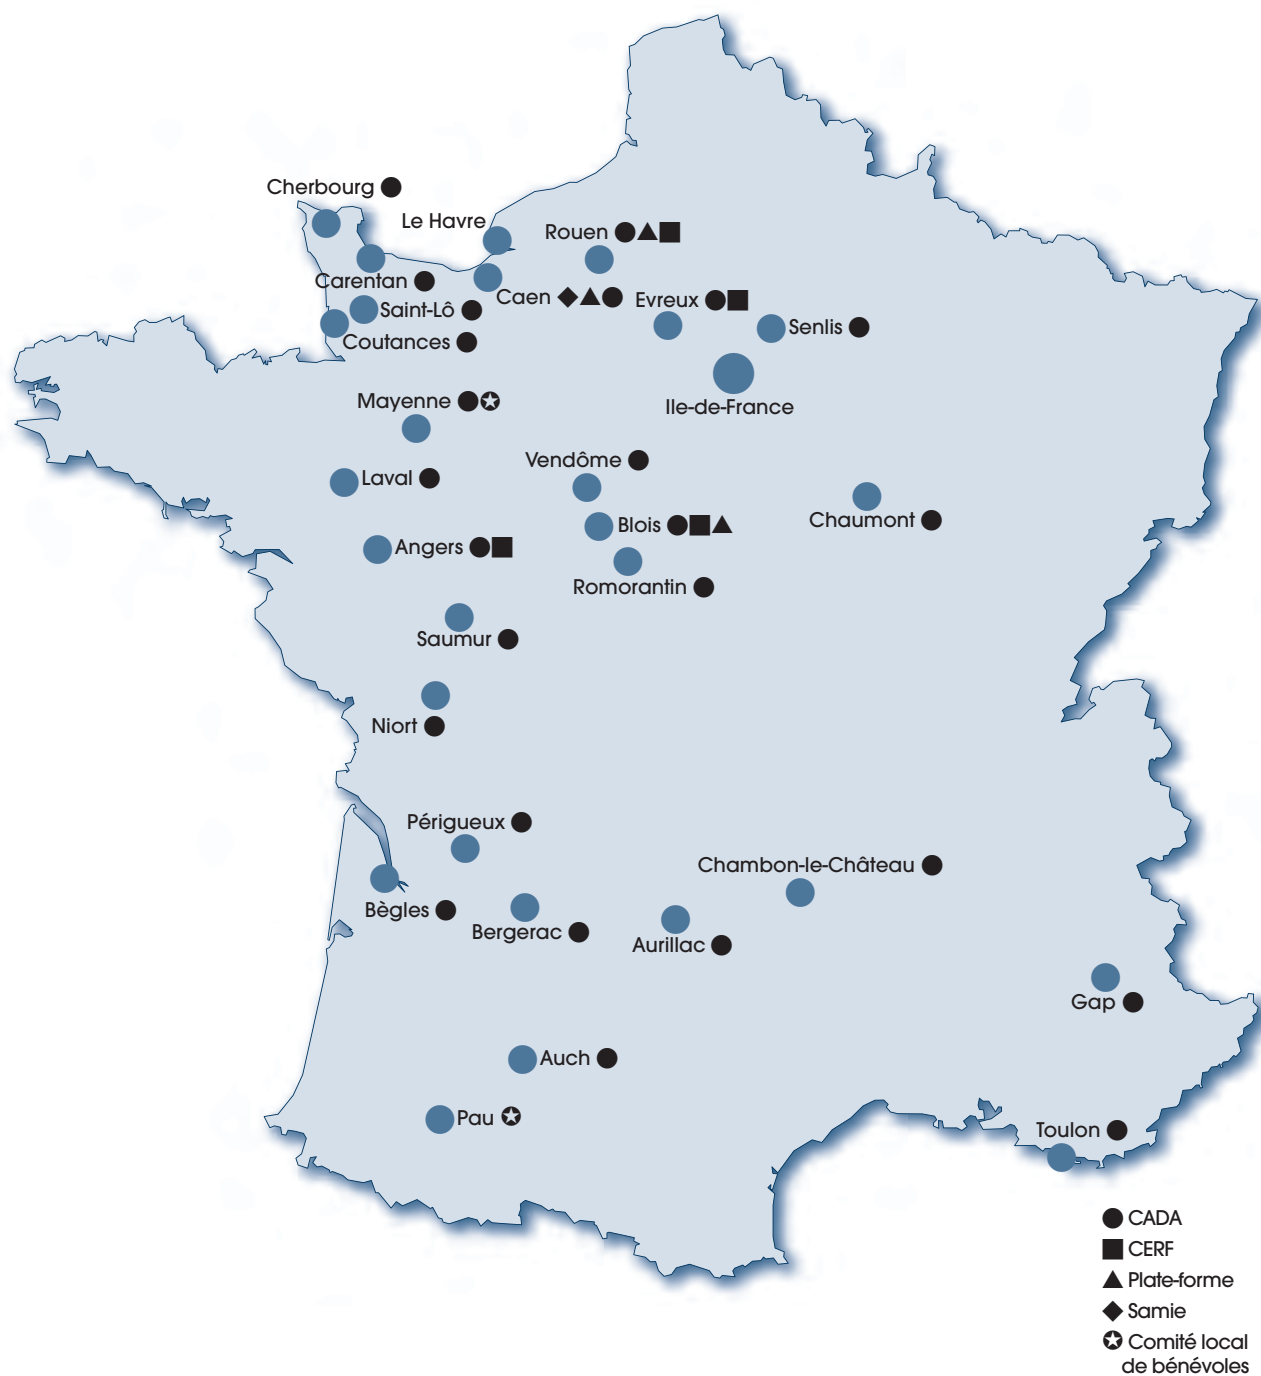 Cherbourg
Le Havre
Rouen
Carentan
Caen
Evreux
Saint-Lô
Senlis
Coutances
Mayenne
Ile-de-France
Vendôme
Laval
Chaumont
Blois
Angers
Romorantin
Saumur
Niort
Périgueux
Chambon-le-Château
Bègles
Bergerac
Aurillac
Gap
Auch
Pau
Toulon
CADA
CERF
Plate-forme
Samie
Comité local
de bénévoles